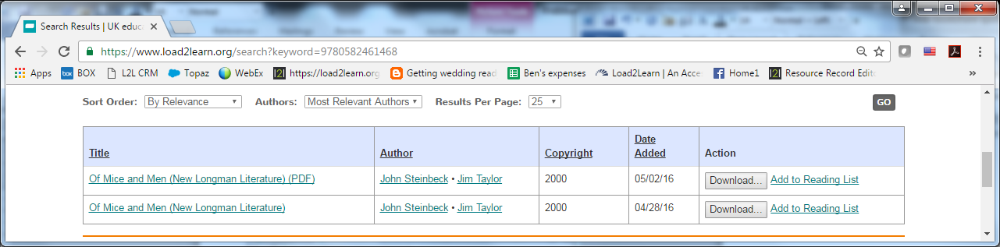 Search Results | UK educa
https://www.load2learn.org/search?keyword=9780582461468
Apps BOX L2L CRM Topaz WebEx https://load2learn.org Getting wedding read Ben's expenses Load2Learn | An Acce Home1 Resource Record Edito »
Sort Order: By Relevance Authors: Most Relevant Authors Results Per Page: 25 GO
Title Author Copyright Date Added Action
Of Mice and Men (New Longman Literature) (PDF) John Steinbeck • Jim Taylor 2000 05/02/16 Download... Add to Reading List
Of Mice and Men (New Longman Literature) John Steinbeck • Jim Taylor 2000 04/28/16 Download... Add to Reading List